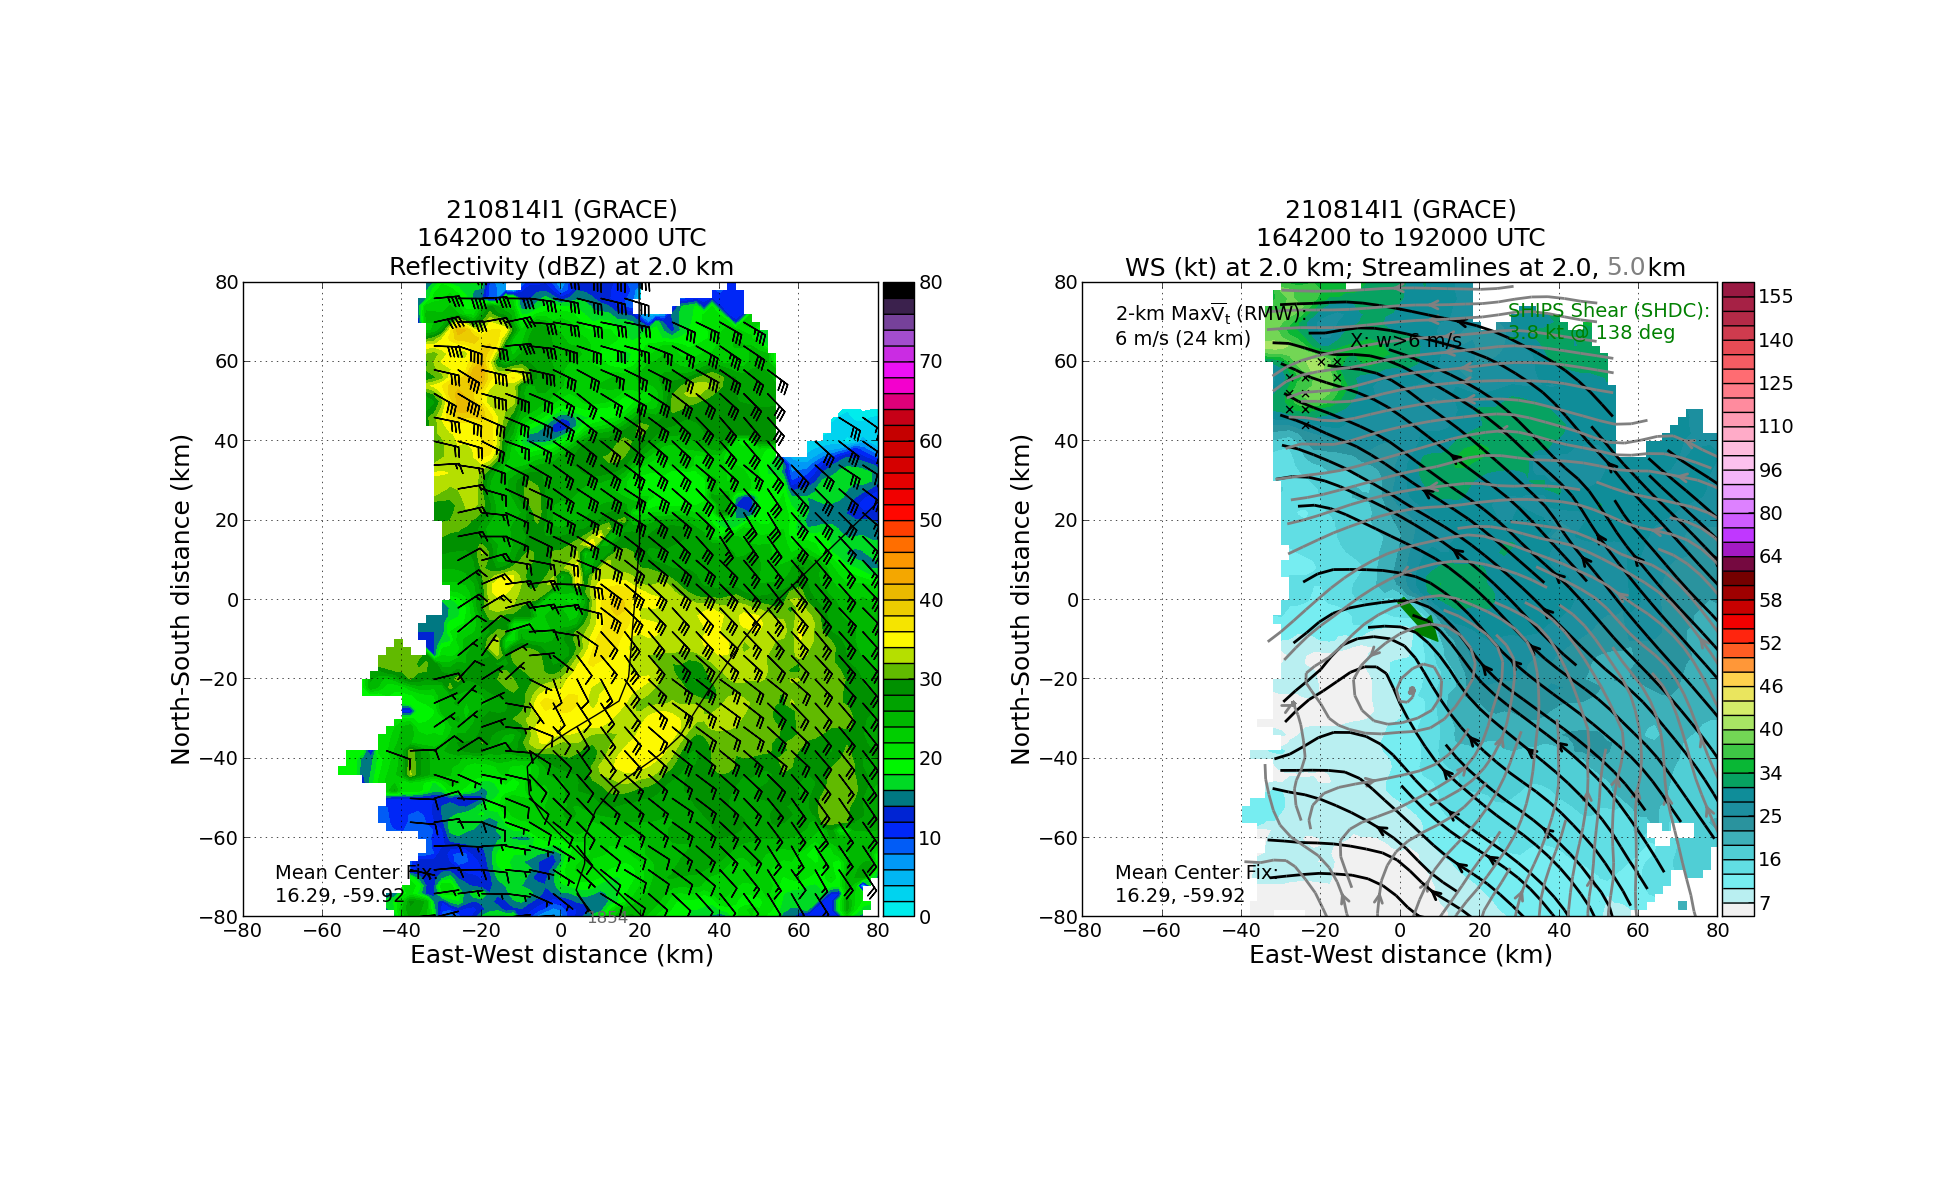 210814I1 (GRACE)
164200 to 192000 UTC
Reflectivity (dBZ) at 2.0 km
80
60
40
20
0
−20
−40
−60
−80
North-South distance (km)
−80 −60 −40 −20 0 20 40 60 80
East-West distance (km)
Mean Center Fix:
16.29, -59.92
1854
80
70
60
50
40
30
20
10
0
210814I1 (GRACE)
164200 to 192000 UTC
WS (kt) at 2.0 km; Streamlines at 2.0, 5.0 km
2-km MaxV̅t (RMW):
6 m/s (24 km)
X: w>6 m/s
SHIPS Shear (SHDC):
3.8 kt @ 138 deg
80
60
40
20
0
−20
−40
−60
−80
North-South distance (km)
Mean Center Fix:
16.29, -59.92
−80 −60 −40 −20 0 20 40 60 80
East-West distance (km)
155
140
125
110
96
80
64
58
52
46
40
34
25
16
7